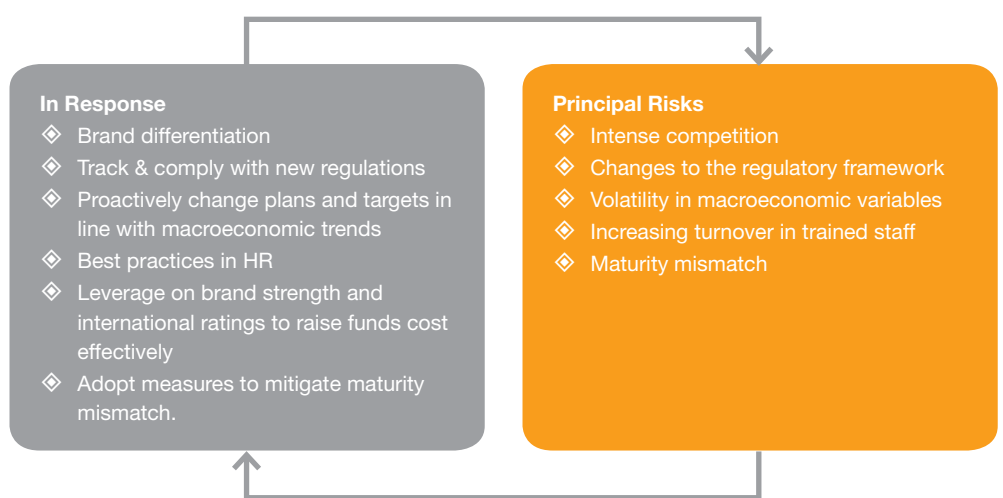 In Response
Brand differentiation
Track & comply with new regulations
Proactively change plans and targets in
line with macroeconomic trends
Best practices in HR
Leverage on brand strength and
international ratings to raise funds cost
effectively
Adopt measures to mitigate maturity
mismatch.
Principal Risks
Intense competition
Changes to the regulatory framework
Volatility in macroeconomic variables
Increasing turnover in trained staff
Maturity mismatch